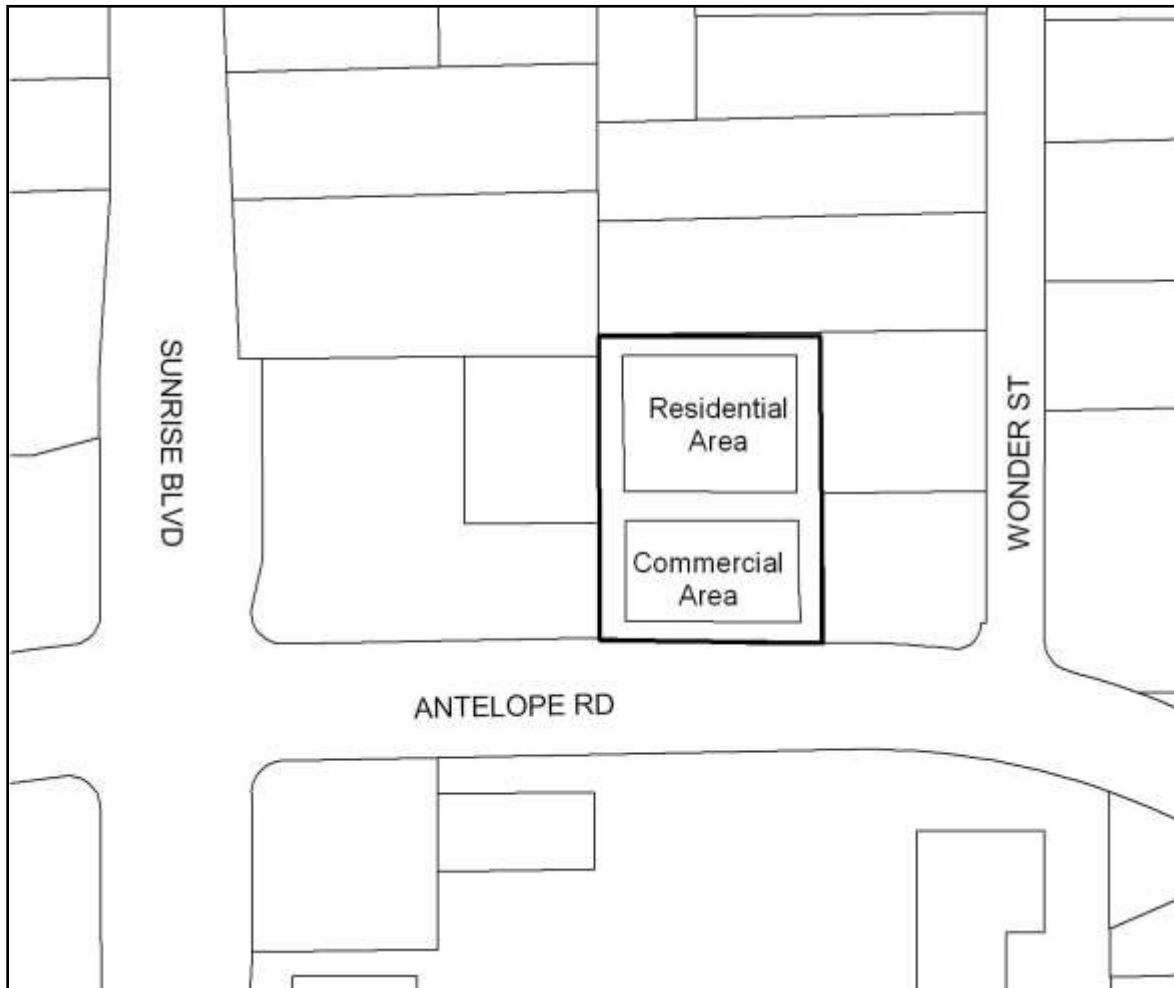 SUNRISE BLVD
Residential
Area
WONDER ST
Commercial
Area
ANTELOPE RD